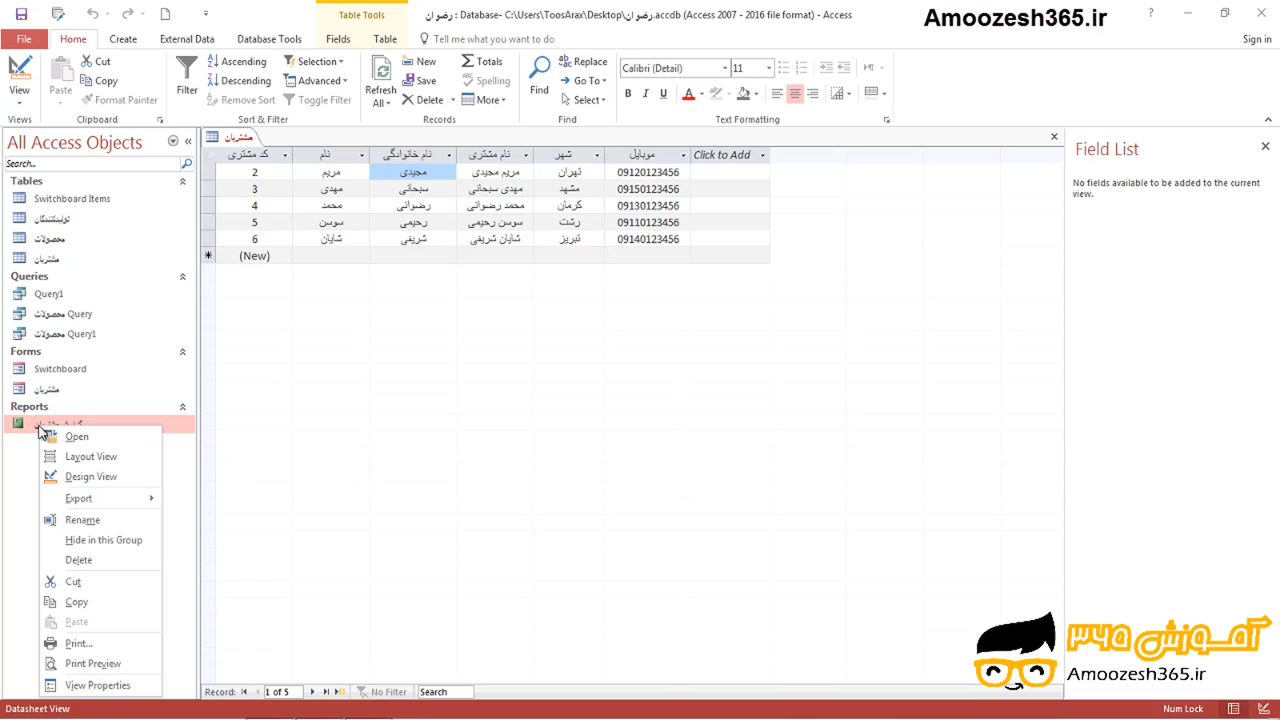 Table Tools
رضوان : Database- C:\Users\ToosArax\Desktop\رضوان.accdb (Access 2007 - 2016 file format) - Access
Amoozesh365.ir
?
File Home Create External Data Database Tools Fields Table Tell me what you want to do
Sign in
View
Views
Paste
Cut
Copy
Format Painter
Clipboard
Filter
Ascending
Descending
Remove Sort
Selection
Advanced
Toggle Filter
Sort & Filter
Refresh
All
New
Save
Delete
Totals
Spelling
More
Records
Find
Replace
Go To
Select
Find
Calibri (Detail) 11
B I U A
Text Formatting
All Access Objects
Search...
Tables
Switchboard Items
تولیدکنندگان
محصولات
مشتریان
Queries
Query1
محصولات Query
محصولات Query1
Forms
Switchboard
مشتریان
Reports
Open
Layout View
Design View
Export
Rename
Hide in this Group
Delete
Cut
Copy
Paste
Print...
Print Preview
View Properties
مشتریان
کد مشتری نام نام خانوادگی نام مشتری شهر موبایل Click to Add
2 مریم مجیدی مریم مجیدی تهران 09120123456
3 مهدی سبحانی مهدی سبحانی مشهد 09150123456
4 محمد رضوانی محمد رضوانی کرمان 09130123456
5 سوسن رحیمی سوسن رحیمی رشت 09110123456
6 شایان شریفی شایان شریفی تبریز 09140123456
(New)
Field List
No fields available to be added to the current
view.
آموزش ۳۶۵
Amoozesh365.ir
Record: 1 of 5 No Filter Search
Datasheet View
Num Lock